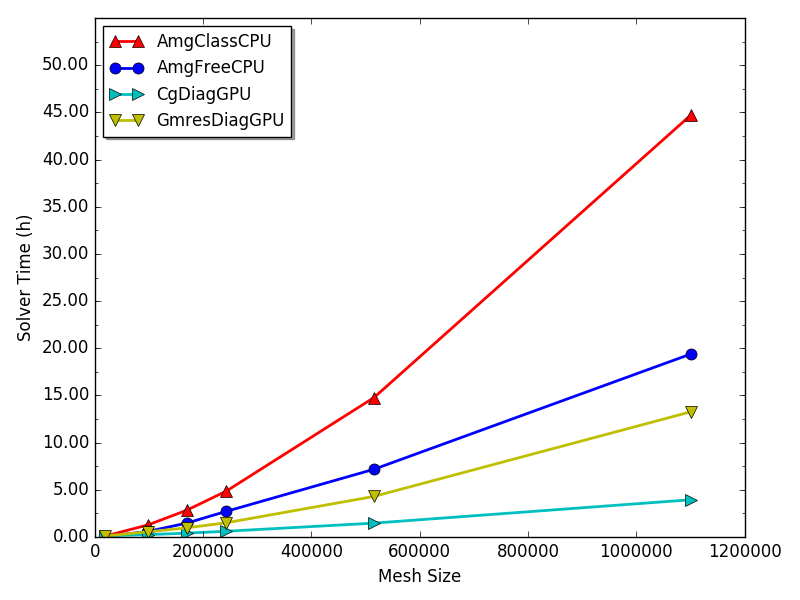 AmgClassCPU
AmgFreeCPU
CgDiagGPU
GmresDiagGPU
50.00
45.00
40.00
35.00
30.00
25.00
20.00
15.00
10.00
5.00
0.00
Solver Time (h)
0 200000 400000 600000 800000 1000000 1200000
Mesh Size